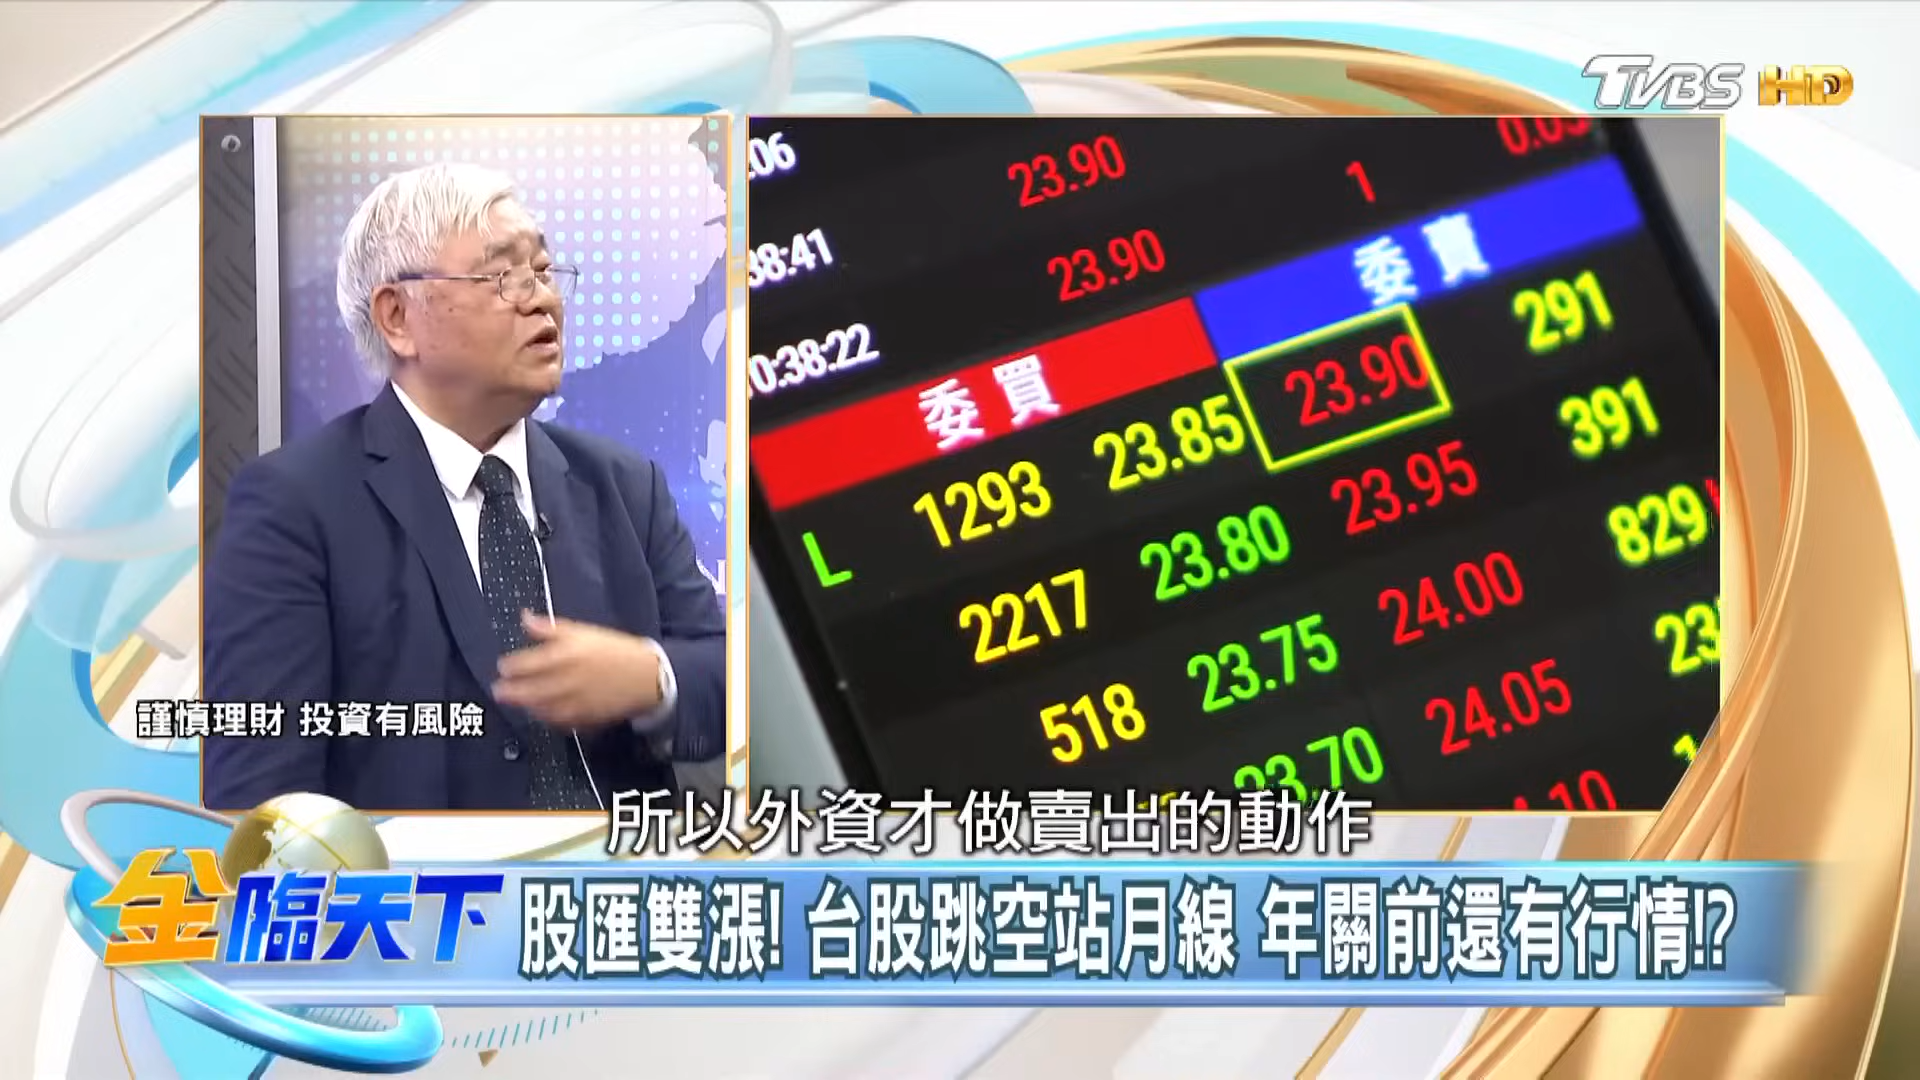 TVBS HD
06 23.90 1 0.05
38:41 23.90
10:38:22
委買 委賣
L 1293 23.85 23.90 291
2217 23.80 23.95 391
518 23.75 24.00 829
23.70 24.05
謹慎理財 投資有風險
所以外資才做賣出的動作
金臨天下
股匯雙漲! 台股跳空站月線 年關前還有行情!?